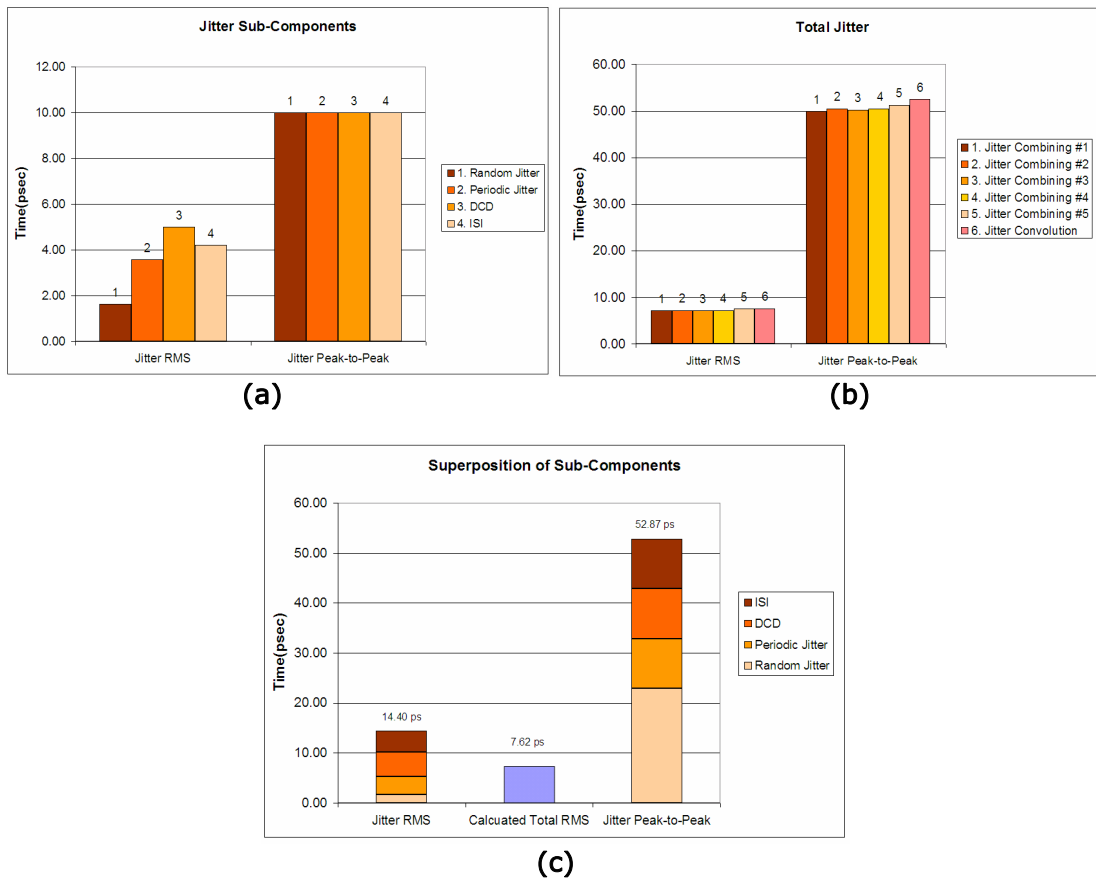 Jitter Sub-Components
Time(psec)
12.00
10.00
8.00
6.00
4.00
2.00
0.00
1
2
3
4
1
2
3
4
Jitter RMS
Jitter Peak-to-Peak
1. Random Jitter
2. Periodic Jitter
3. DCD
4. ISI
(a)
Total Jitter
Time(psec)
60.00
50.00
40.00
30.00
20.00
10.00
0.00
1
2
3
4
5
6
1
2
3
4
5
6
Jitter RMS
Jitter Peak-to-Peak
1. Jitter Combining #1
2. Jitter Combining #2
3. Jitter Combining #3
4. Jitter Combining #4
5. Jitter Combining #5
6. Jitter Convolution
(b)
Superposition of Sub-Components
Time(psec)
60.00
50.00
40.00
30.00
20.00
10.00
0.00
14.40 ps
7.62 ps
52.87 ps
Jitter RMS
Calcuated Total RMS
Jitter Peak-to-Peak
ISI
DCD
Periodic Jitter
Random Jitter
(c)